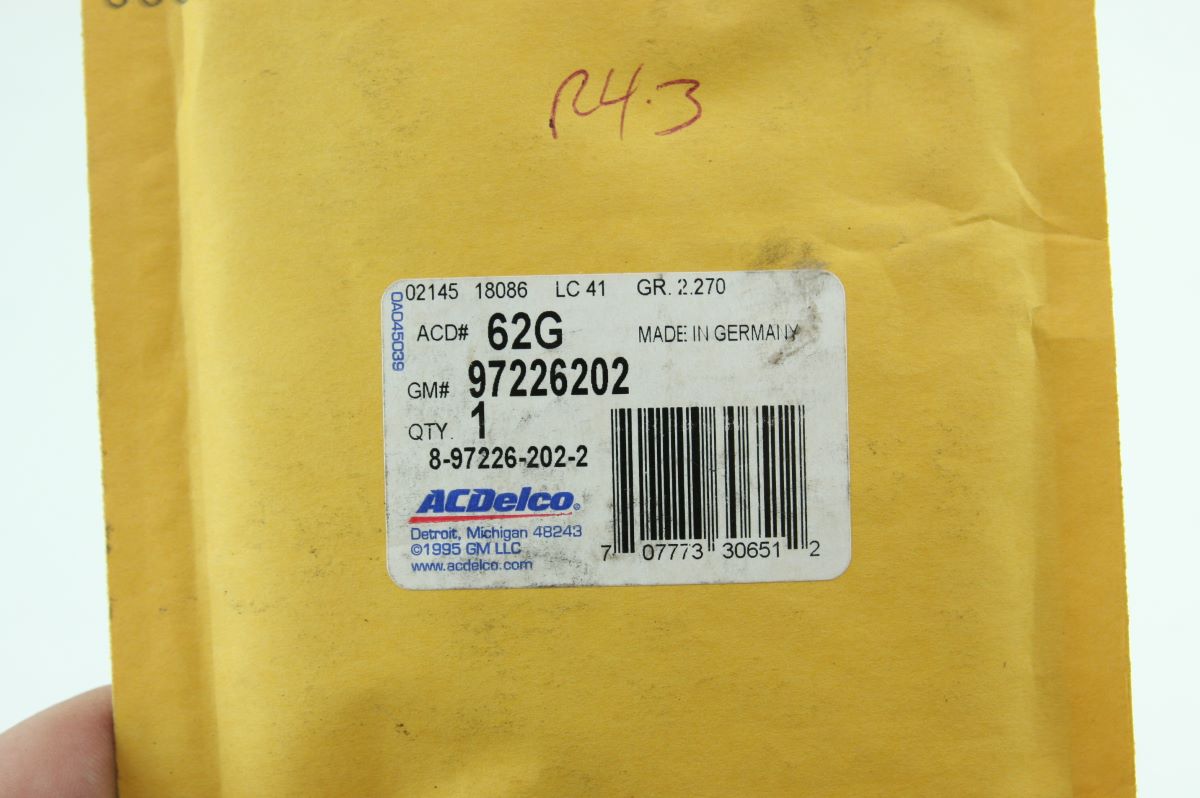 R4.3
02145 18086 LC 41 GR. 2.270
0A045039
ACD# 62G MADE IN GERMANY
GM# 97226202
QTY. 1
8-97226-202-2
ACDelco®
Detroit, Michigan 48243
©1995 GM LLC
www.acdelco.com
7 07773 30651 2